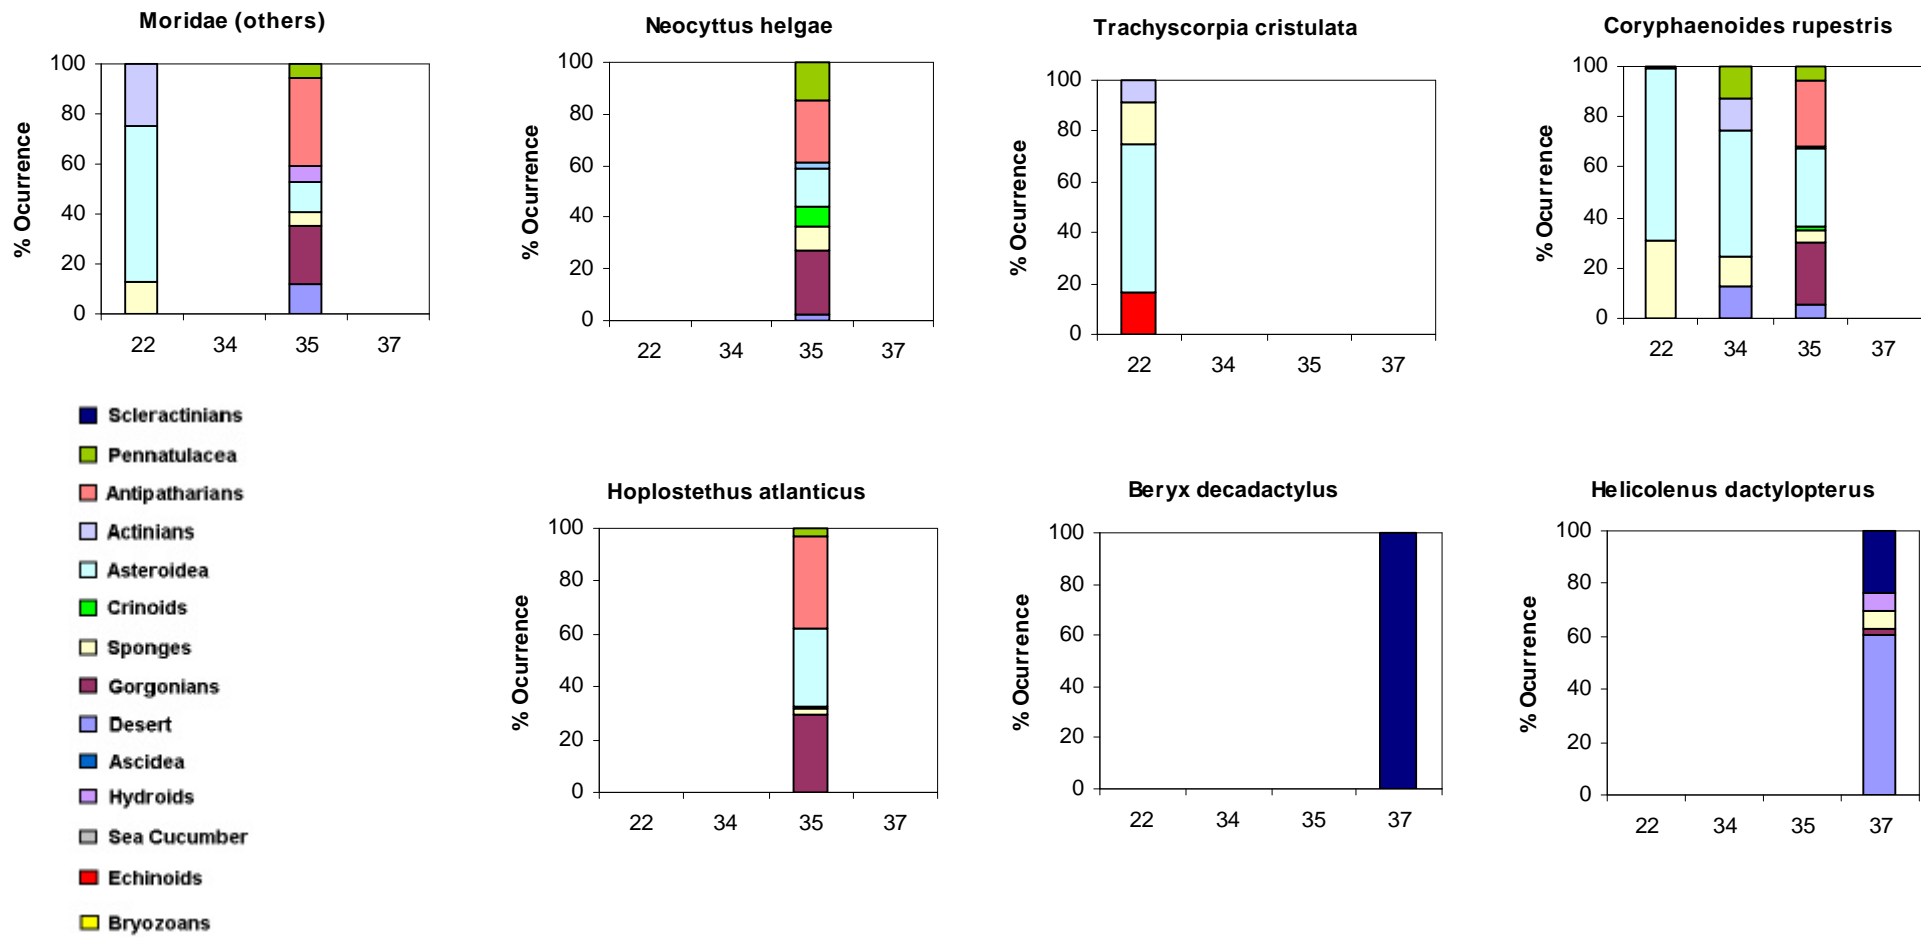 Moridae (others)
% Ocurrence
100
80
60
40
20
0
22 34 35 37
Neocyttus helgae
% Ocurrence
100
80
60
40
20
0
22 34 35 37
Trachyscorpia cristulata
% Ocurrence
100
80
60
40
20
0
22 34 35 37
Coryphaenoides rupestris
% Ocurrence
100
80
60
40
20
0
22 34 35 37
Scleractinians
Pennatulacea
Antipatharians
Actinians
Asteroidea
Crinoids
Sponges
Gorgonians
Desert
Ascidea
Hydroids
Sea Cucumber
Echinoids
Bryozoans
Hoplostethus atlanticus
% Ocurrence
100
80
60
40
20
0
22 34 35 37
Beryx decadactylus
% Ocurrence
100
80
60
40
20
0
22 34 35 37
Helicolenus dactylopterus
% Ocurrence
100
80
60
40
20
0
22 34 35 37